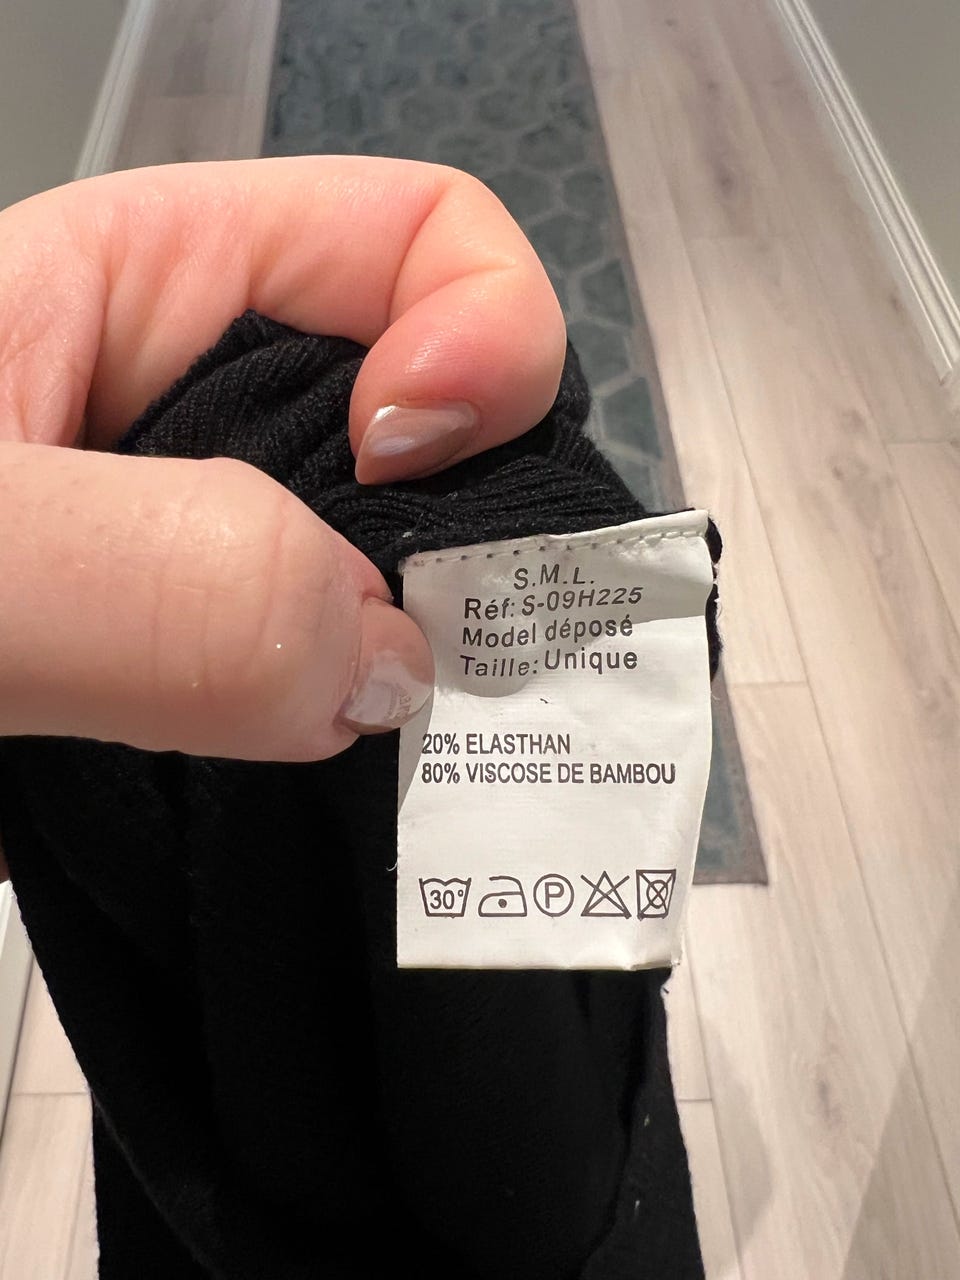 S.M.L.
Réf: S-09H225
Model déposé
Taille: Unique
20% ELASTHAN
80% VISCOSE DE BAMBOU
30° P